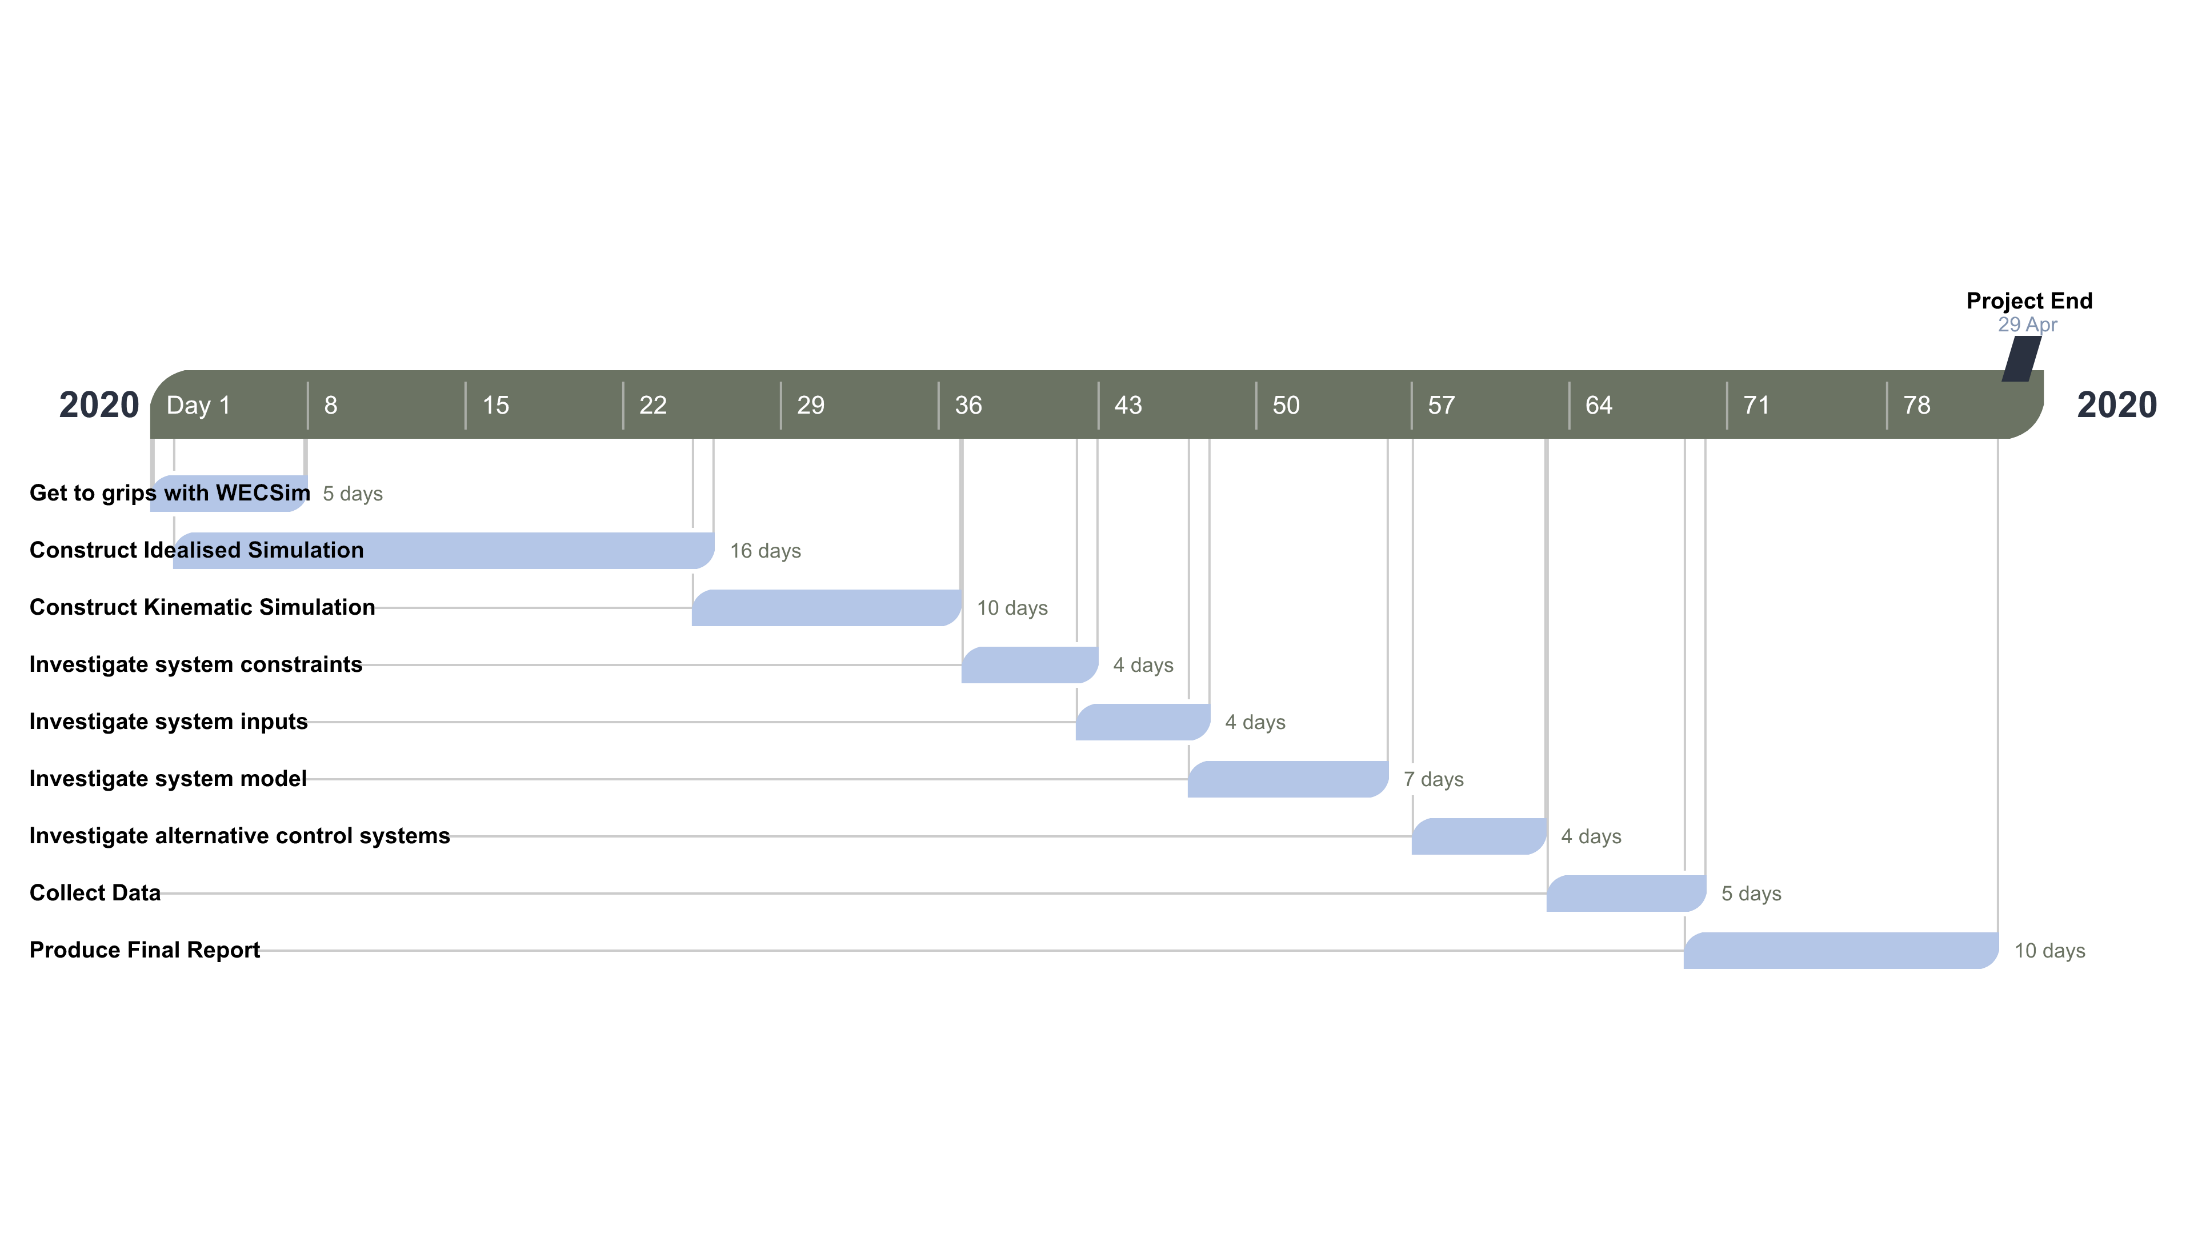 Project End
29 Apr
2020 Day 1 8 15 22 29 36 43 50 57 64 71 78 2020
Get to grips with WECSim 5 days
Construct Idealised Simulation 16 days
Construct Kinematic Simulation 10 days
Investigate system constraints 4 days
Investigate system inputs 4 days
Investigate system model 7 days
Investigate alternative control systems 4 days
Collect Data 5 days
Produce Final Report 10 days